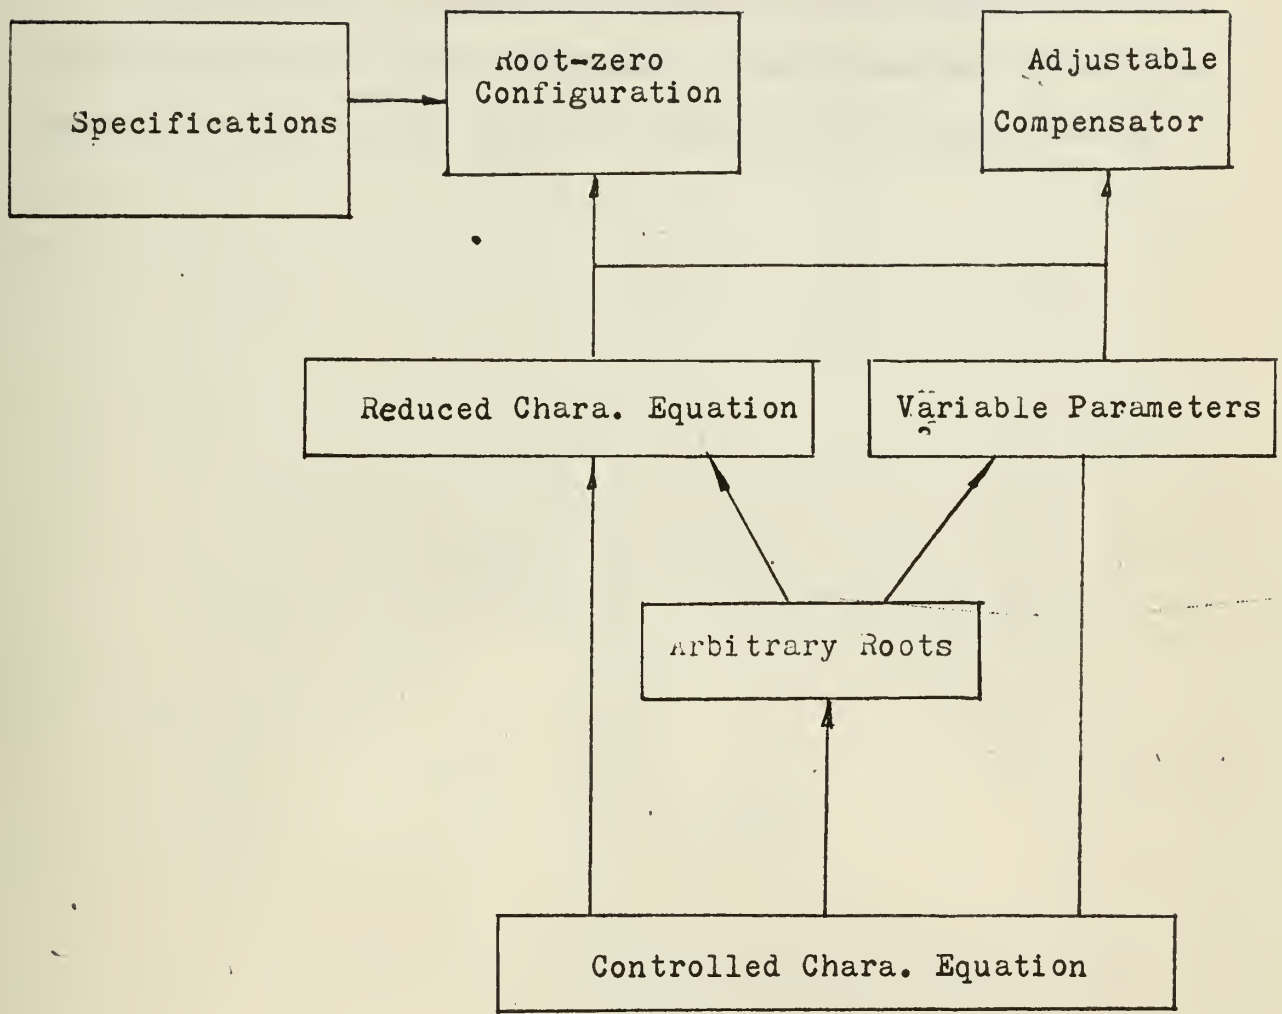 Specifications
Root-zero
Configuration
Adjustable
Compensator
Reduced Chara. Equation
Variable Parameters
Arbitrary Roots
Controlled Chara. Equation